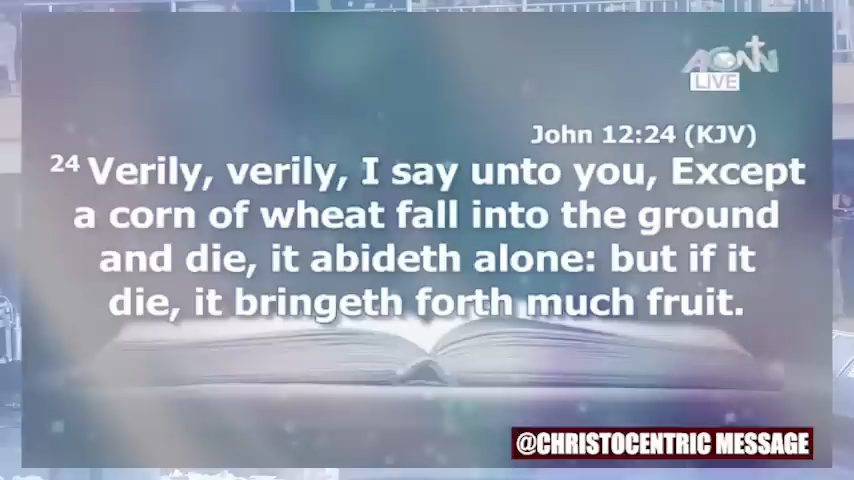 ACNN
LIVE
John 12:24 (KJV)
24 Verily, verily, I say unto you, Except
a corn of wheat fall into the ground
and die, it abideth alone: but if it
die, it bringeth forth much fruit.
@CHRISTOCENTRIC MESSAGE